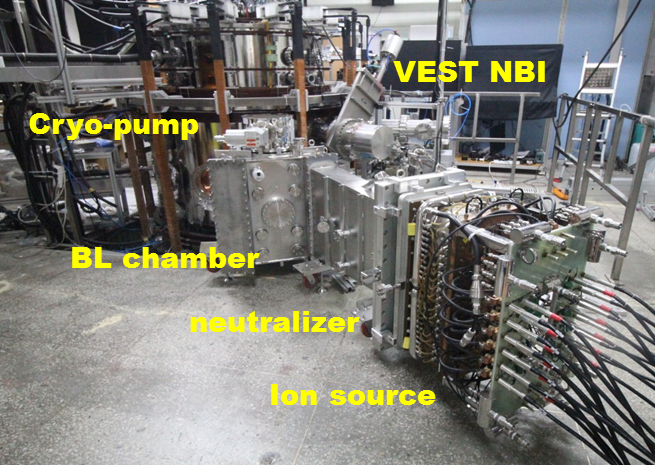 VEST NBI
Cryo-pump
BL chamber
neutralizer
Ion source